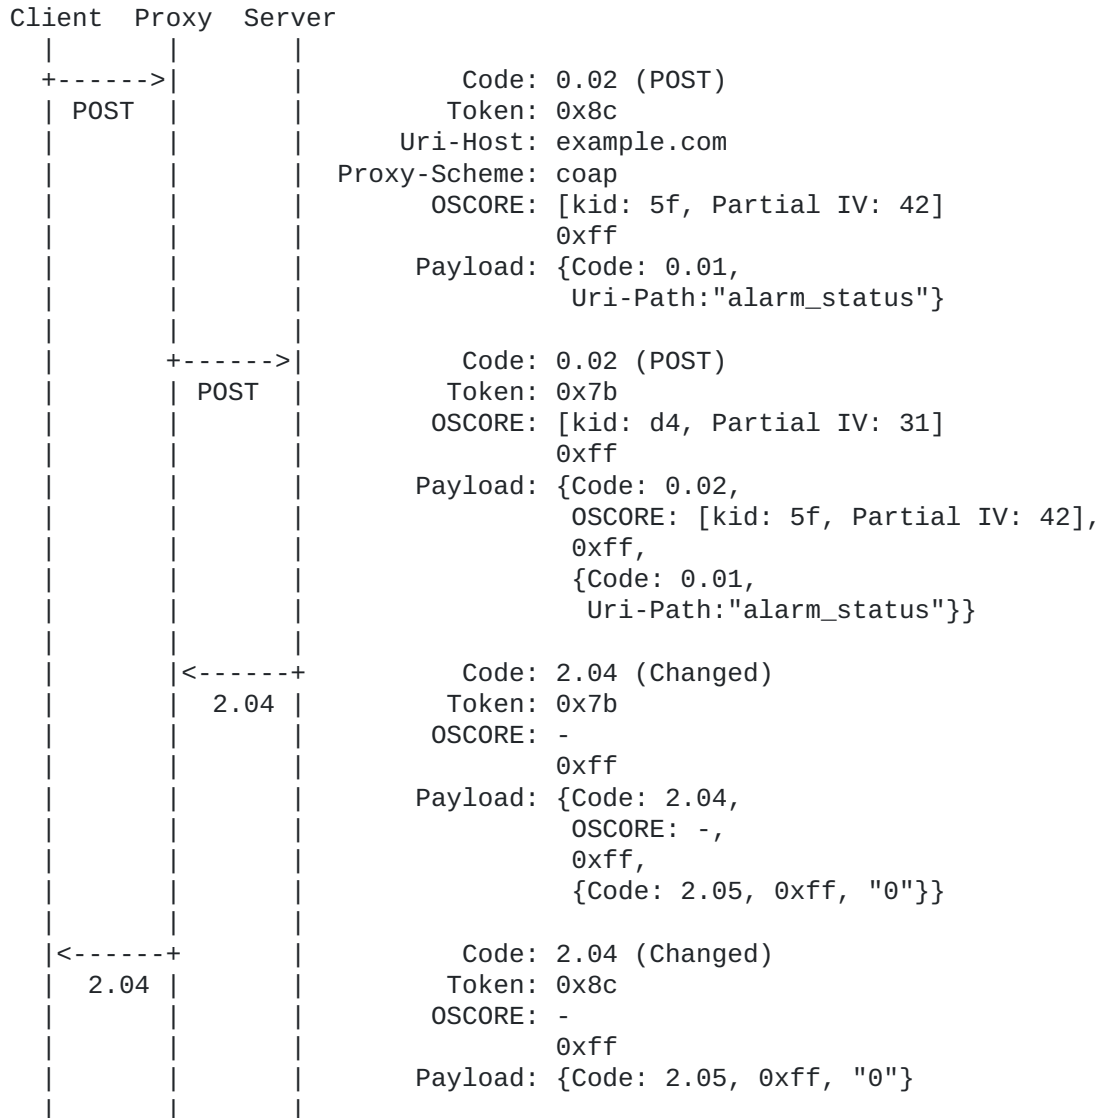 Client  Proxy  Server
  |       |       |
  +------>|       |          Code: 0.02 (POST)
  | POST  |       |         Token: 0x8c
  |       |       |      Uri-Host: example.com
  |       |       |  Proxy-Scheme: coap
  |       |       |        OSCORE: [kid: 5f, Partial IV: 42]
  |       |       |                0xff
  |       |       |       Payload: {Code: 0.01,
  |       |       |                 Uri-Path:"alarm_status"}
  |       |       |
  |       +------>|          Code: 0.02 (POST)
  |       | POST  |         Token: 0x7b
  |       |       |        OSCORE: [kid: d4, Partial IV: 31]
  |       |       |                0xff
  |       |       |       Payload: {Code: 0.02,
  |       |       |                 OSCORE: [kid: 5f, Partial IV: 42],
  |       |       |                 0xff,
  |       |       |                 {Code: 0.01,
  |       |       |                  Uri-Path:"alarm_status"}}
  |       |       |
  |       |<------+          Code: 2.04 (Changed)
  |       |  2.04 |         Token: 0x7b
  |       |       |        OSCORE: -
  |       |       |                0xff
  |       |       |       Payload: {Code: 2.04,
  |       |       |                 OSCORE: -,
  |       |       |                 0xff,
  |       |       |                 {Code: 2.05, 0xff, "0"}}
  |       |       |
  |<------+       |          Code: 2.04 (Changed)
  |  2.04 |       |         Token: 0x8c
  |       |       |        OSCORE: -
  |       |       |                0xff
  |       |       |       Payload: {Code: 2.05, 0xff, "0"}
  |       |       |